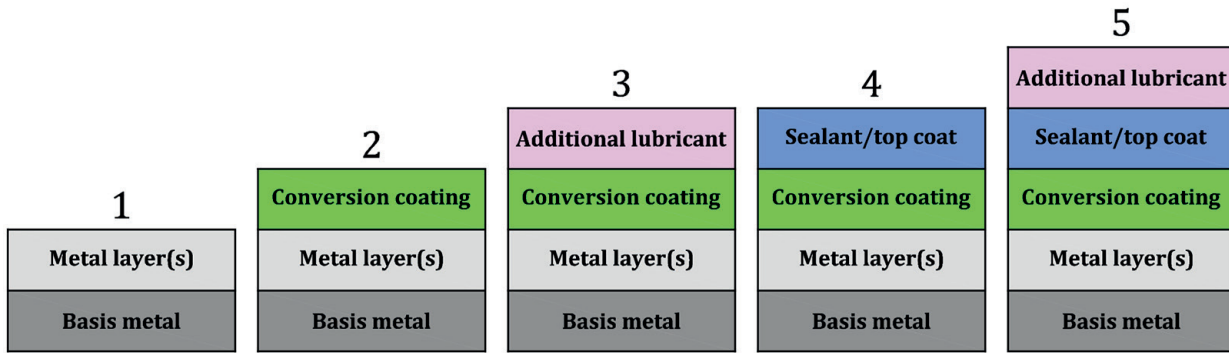 1
Metal layer(s)
Basis metal
2
Conversion coating
Metal layer(s)
Basis metal
3
Additional lubricant
Conversion coating
Metal layer(s)
Basis metal
4
Sealant/top coat
Conversion coating
Metal layer(s)
Basis metal
5
Additional lubricant
Sealant/top coat
Conversion coating
Metal layer(s)
Basis metal